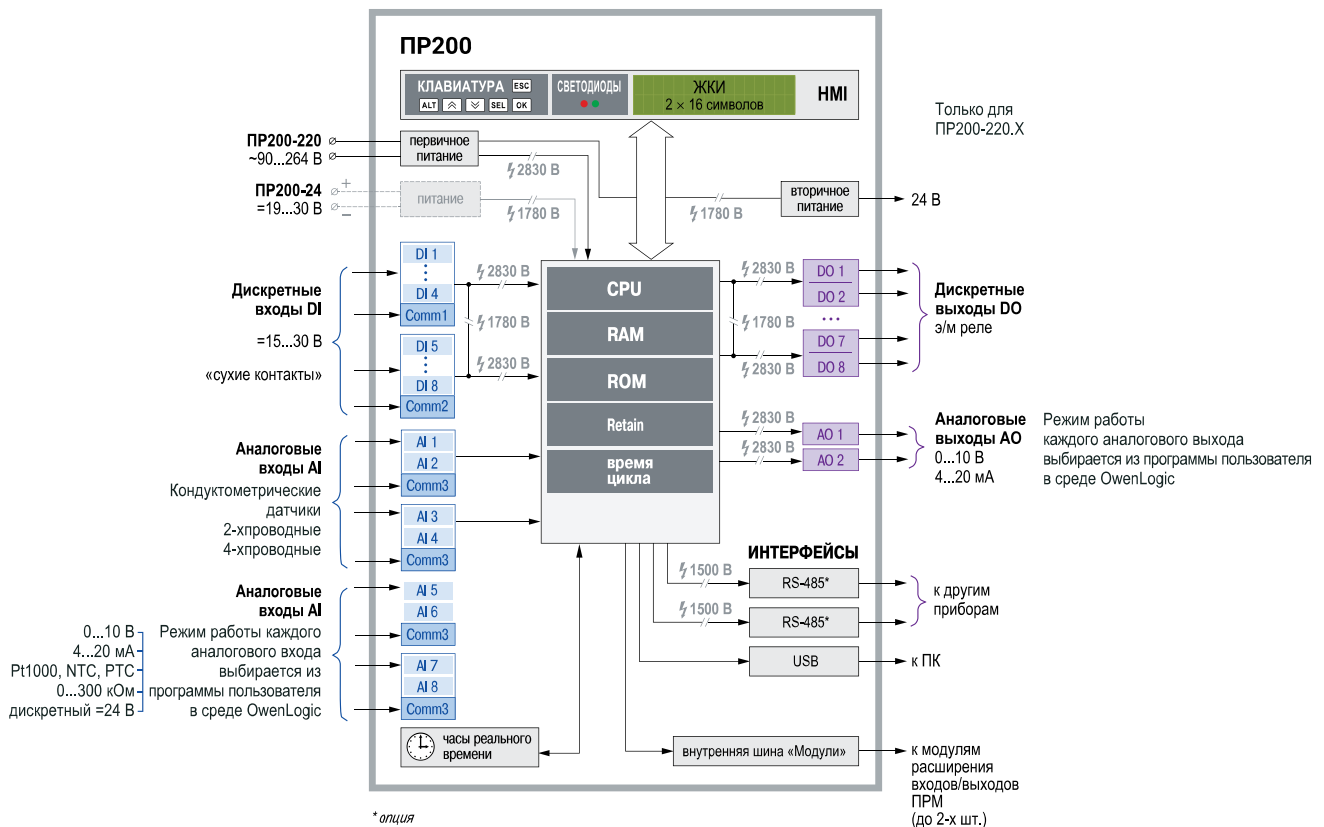 ПР200
КЛАВИАТУРА ESC
ALT SEL OK
СВЕТОДИОДЫ
ЖКИ
2 × 16 символов
HMI
Только для
ПР200-220.X
ПР200-220
~90...264 В
первичное
питание
2830 В
ПР200-24
=19...30 В
+
–
питание
1780 В
1780 В
вторичное
питание
24 В
Дискретные
входы DI
=15...30 В
«сухие контакты»
DI 1
DI 4
Comm1
DI 5
DI 8
Comm2
2830 В
1780 В
2830 В
CPU
RAM
ROM
Retain
время
цикла
2830 В
1780 В
2830 В
DO 1
DO 2
...
DO 7
DO 8
Дискретные
выходы DO
э/м реле
Аналоговые
входы AI
Кондуктометрические
датчики
2-хпроводные
4-хпроводные
AI 1
AI 2
Comm3
AI 3
AI 4
Comm3
2830 В
2830 В
AO 1
AO 2
Аналоговые
выходы AO
0...10 В
4...20 мА
Режим работы
каждого аналогового выхода
выбирается из программы пользователя
в среде OwenLogic
Аналоговые
входы AI
0...10 В
4...20 мА
Pt1000, NTC, PTC
0...300 кОм
дискретный =24 В
Режим работы каждого
аналогового входа
выбирается из
программы пользователя
в среде OwenLogic
AI 5
AI 6
Comm3
AI 7
AI 8
Comm3
ИНТЕРФЕЙСЫ
1500 В
RS-485*
1500 В
RS-485*
к другим
приборам
USB
к ПК
часы реального
времени
внутренняя шина «Модули»
к модулям
расширения
входов/выходов
ПРМ
(до 2-х шт.)
* опция